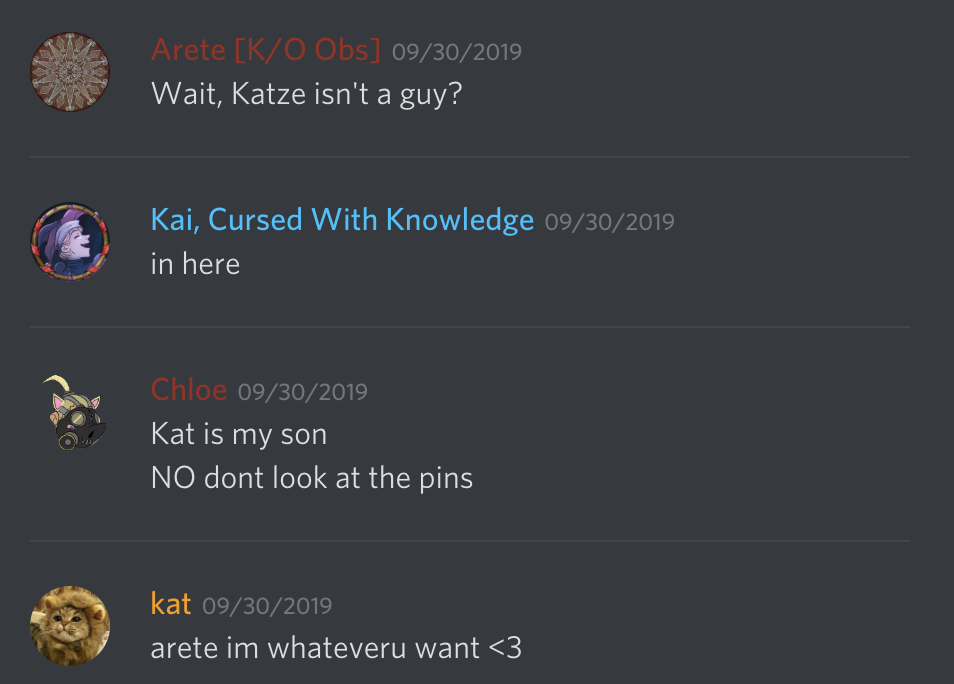 Arete [K/O Obs] 09/30/2019
Wait, Katze isn't a guy?
Kai, Cursed With Knowledge 09/30/2019
in here
Chloe 09/30/2019
Kat is my son
NO dont look at the pins
kat 09/30/2019
arete im whateveru want <3